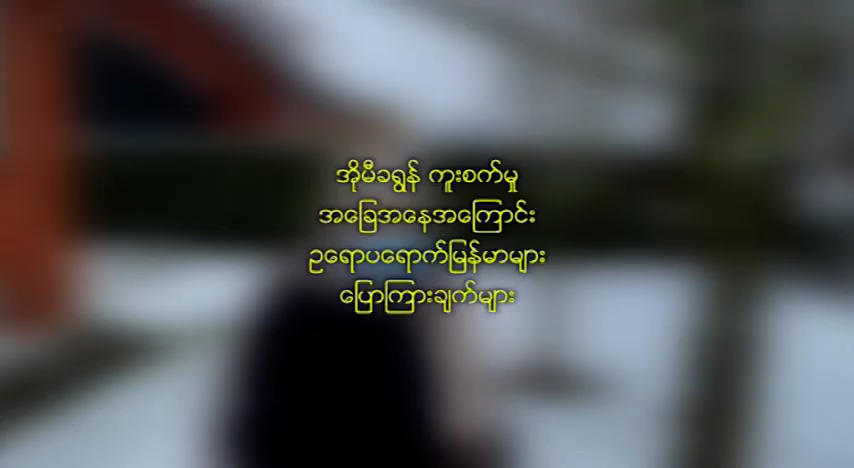 အိုမီခရွန် ကူးစက်မှု
အခြေအနေအကြောင်း
ဥရောပရောက်မြန်မာများ
ပြောကြားချက်များ